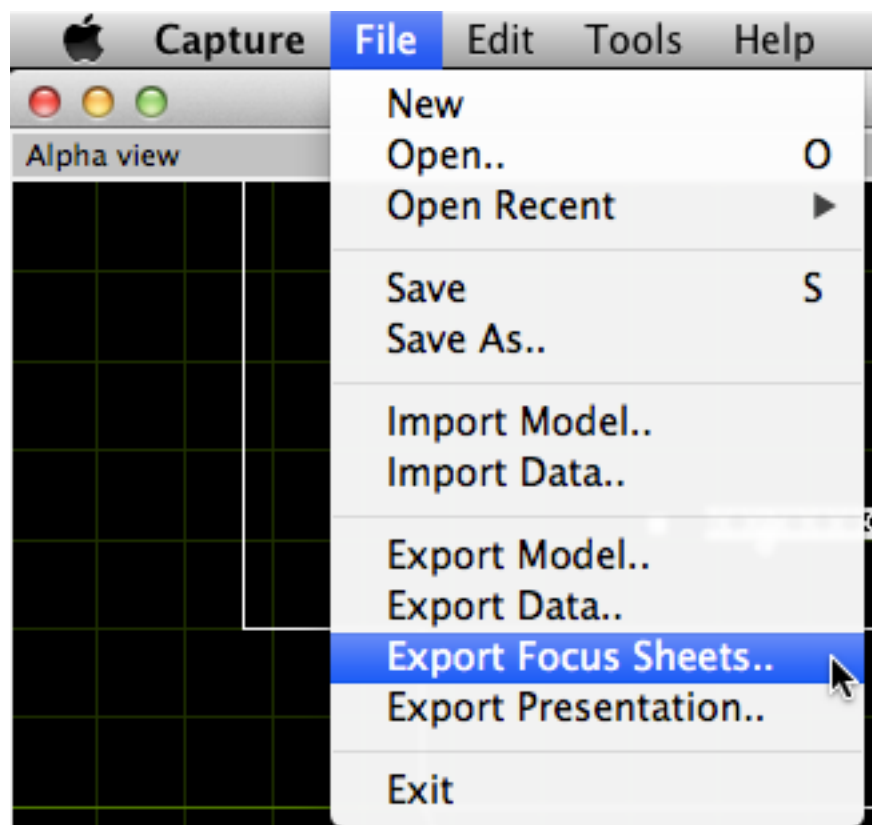 Capture File Edit Tools Help
Alpha view
New
Open.. O
Open Recent
Save S
Save As..
Import Model..
Import Data..
Export Model..
Export Data..
Export Focus Sheets..
Export Presentation..
Exit